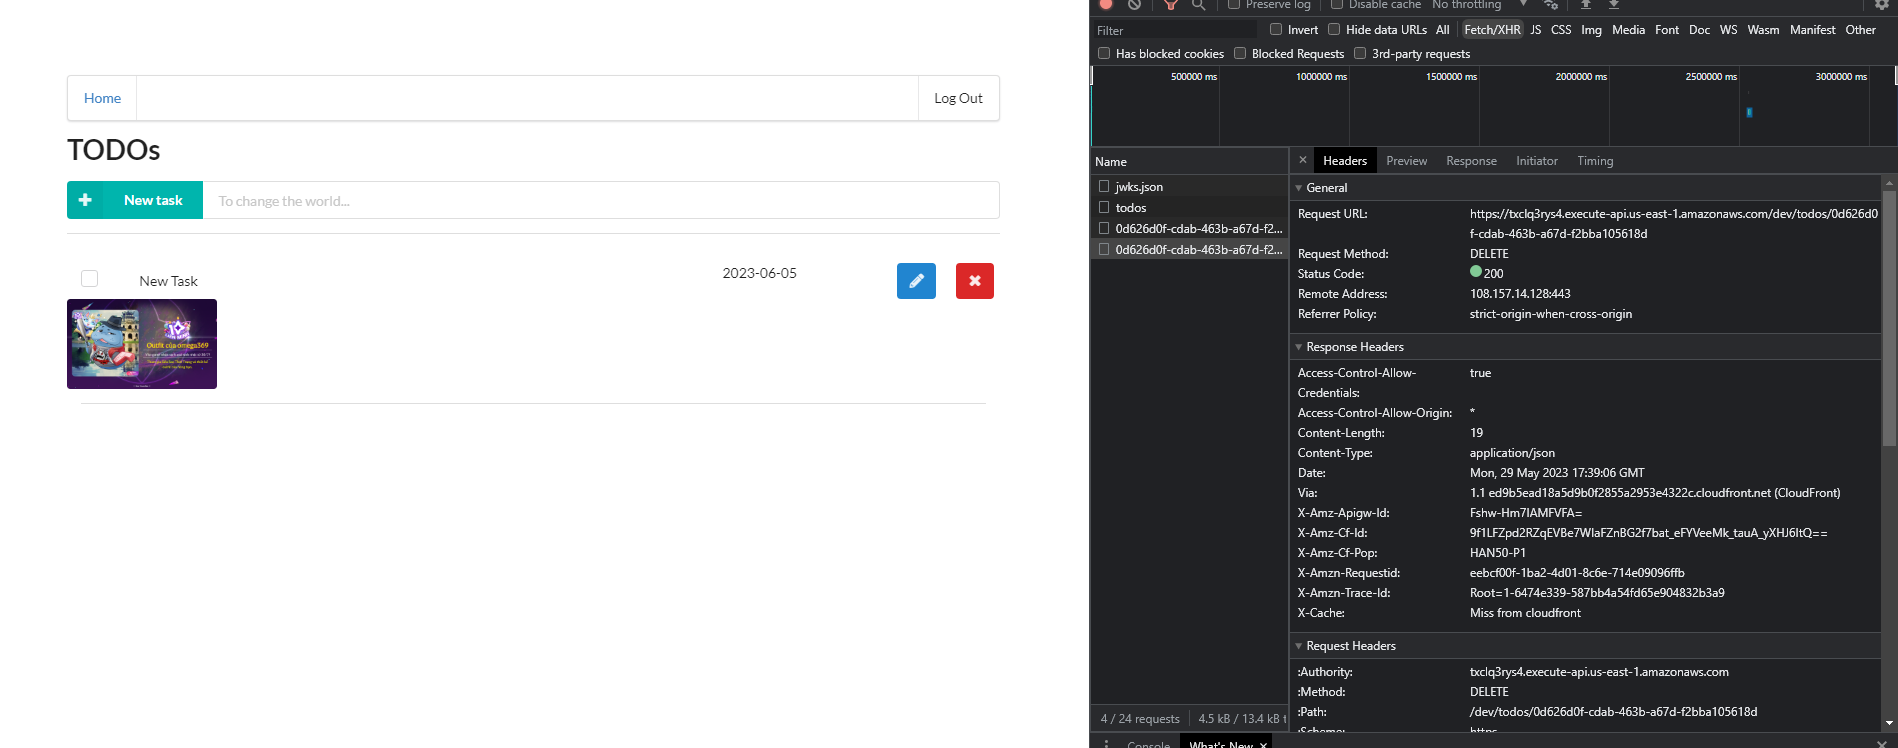 Home
Log Out
TODOs
New task
To change the world...
New Task
2023-06-05
Outfit của omegu369
Preserve log
Disable cache
No throttling
Filter
Invert
Hide data URLs
All
Fetch/XHR
JS
CSS
Img
Media
Font
Doc
WS
Wasm
Manifest
Other
Has blocked cookies
Blocked Requests
3rd-party requests
500000 ms
1000000 ms
1500000 ms
2000000 ms
2500000 ms
3000000 ms
Name
jwks.json
todos
0d626d0f-cdab-463b-a67d-f2...
0d626d0f-cdab-463b-a67d-f2...
4 / 24 requests
4.5 kB / 13.4 kB t
Headers
Preview
Response
Initiator
Timing
General
Request URL: https://txclq3rys4.execute-api.us-east-1.amazonaws.com/dev/todos/0d626d0
f-cdab-463b-a67d-f2bba105618d
Request Method: DELETE
Status Code: 200
Remote Address: 108.157.14.128:443
Referrer Policy: strict-origin-when-cross-origin
Response Headers
Access-Control-Allow- true
Credentials:
Access-Control-Allow-Origin: *
Content-Length: 19
Content-Type: application/json
Date: Mon, 29 May 2023 17:39:06 GMT
Via: 1.1 ed9b5ead18a5d9b0f2855a2953e4322c.cloudfront.net (CloudFront)
X-Amz-Apigw-Id: Fshw-Hm7IAMFVFA=
X-Amz-Cf-Id: 9f1LFZpd2RZqEVBe7WIaFZnBG2f7bat_eFYVeeMk_tauA_yXHJ6ItQ==
X-Amz-Cf-Pop: HAN50-P1
X-Amzn-Requestid: eebcf00f-1ba2-4d01-8c6e-714e09096ffb
X-Amzn-Trace-Id: Root=1-6474e339-587bb4a54fd65e904832b3a9
X-Cache: Miss from cloudfront
Request Headers
:Authority: txclq3rys4.execute-api.us-east-1.amazonaws.com
:Method: DELETE
:Path: /dev/todos/0d626d0f-cdab-463b-a67d-f2bba105618d
:Scheme: https
Console
What's New